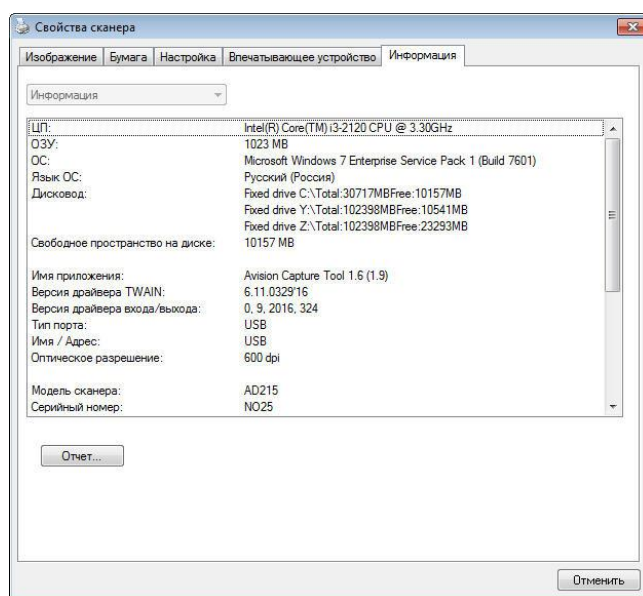 Свойства сканера
Изображение Бумага Настройка Впечатывающее устройство Информация
Информация
ЦП: Intel(R) Core(TM) i3-2120 CPU @ 3.30GHz
ОЗУ: 1023 MB
ОС: Microsoft Windows 7 Enterprise Service Pack 1 (Build 7601)
Язык ОС: Русский (Россия)
Дисковод: Fixed drive C:\Total:30717MBFree:10157MB
Fixed drive Y:\Total:102398MBFree:10541MB
Fixed drive Z:\Total:102398MBFree:23293MB
Свободное пространство на диске: 10157 MB
Имя приложения: Avision Capture Tool 1.6 (1.9)
Версия драйвера TWAIN: 6.11.0329'16
Версия драйвера входа/выхода: 0, 9, 2016, 324
Тип порта: USB
Имя / Адрес: USB
Оптическое разрешение: 600 dpi
Модель сканера: AD215
Серийный номер: NO25
Отчет...
Отменить